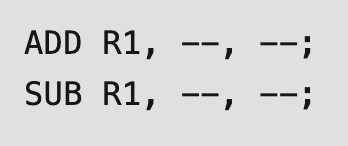 ADD R1, --, --;
SUB R1, --, --;